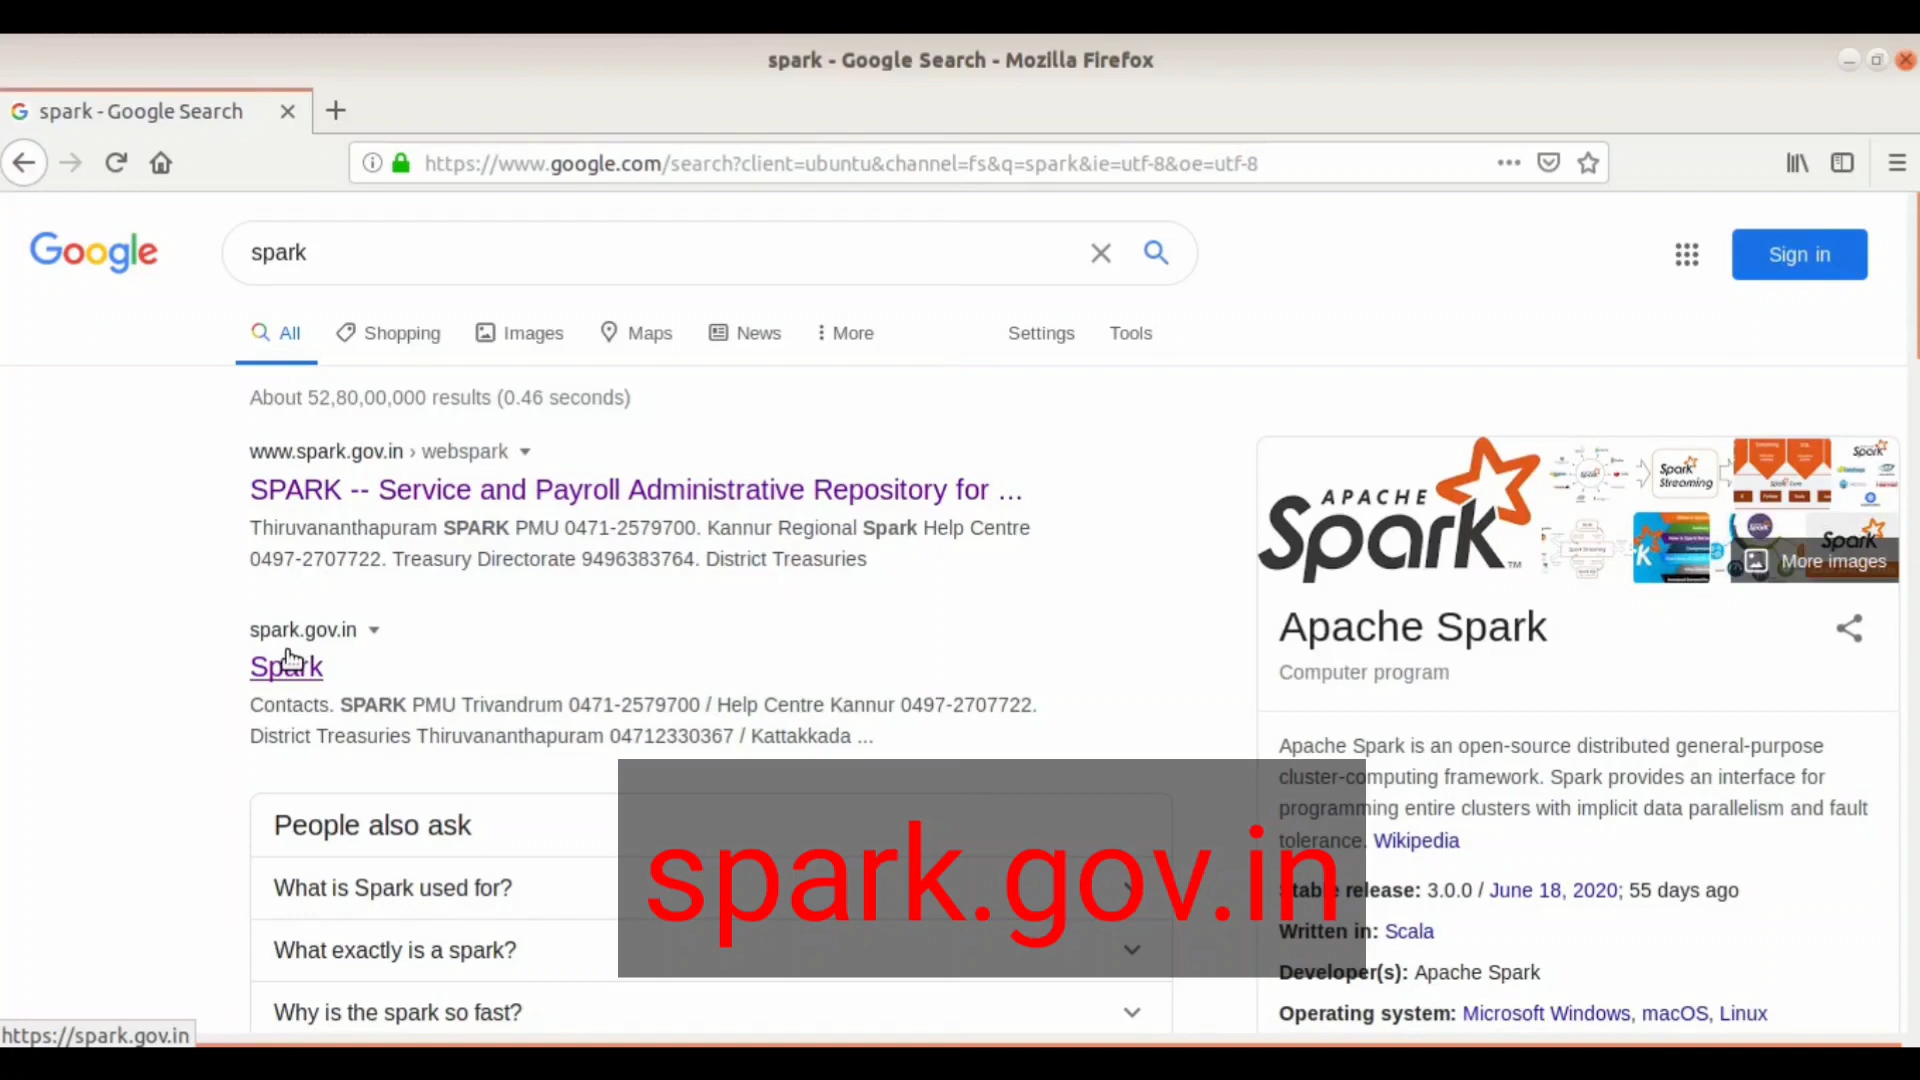 spark - Google Search - Mozilla Firefox
spark - Google Search
https://www.google.com/search?client=ubuntu&channel=fs&q=spark&ie=utf-8&oe=utf-8
Google
spark
Sign in
All
Shopping
Images
Maps
News
More
Settings
Tools
About 52,80,00,000 results (0.46 seconds)
www.spark.gov.in › webspark
SPARK -- Service and Payroll Administrative Repository for ...
Thiruvananthapuram SPARK PMU 0471-2579700. Kannur Regional Spark Help Centre
0497-2707722. Treasury Directorate 9496383764. District Treasuries
spark.gov.in
Spark
Contacts. SPARK PMU Trivandrum 0471-2579700 / Help Centre Kannur 0497-2707722.
District Treasuries Thiruvananthapuram 04712330367 / Kattakkada ...
People also ask
What is Spark used for?
What exactly is a spark?
Why is the spark so fast?
spark.gov.in
APACHE
Spark™
Spark
Streaming
Spark
Spark
More images
Apache Spark
Computer program
Apache Spark is an open-source distributed general-purpose
cluster-computing framework. Spark provides an interface for
programming entire clusters with implicit data parallelism and fault
tolerance. Wikipedia
Stable release: 3.0.0 / June 18, 2020; 55 days ago
Written in: Scala
Developer(s): Apache Spark
Operating system: Microsoft Windows, macOS, Linux
https://spark.gov.in